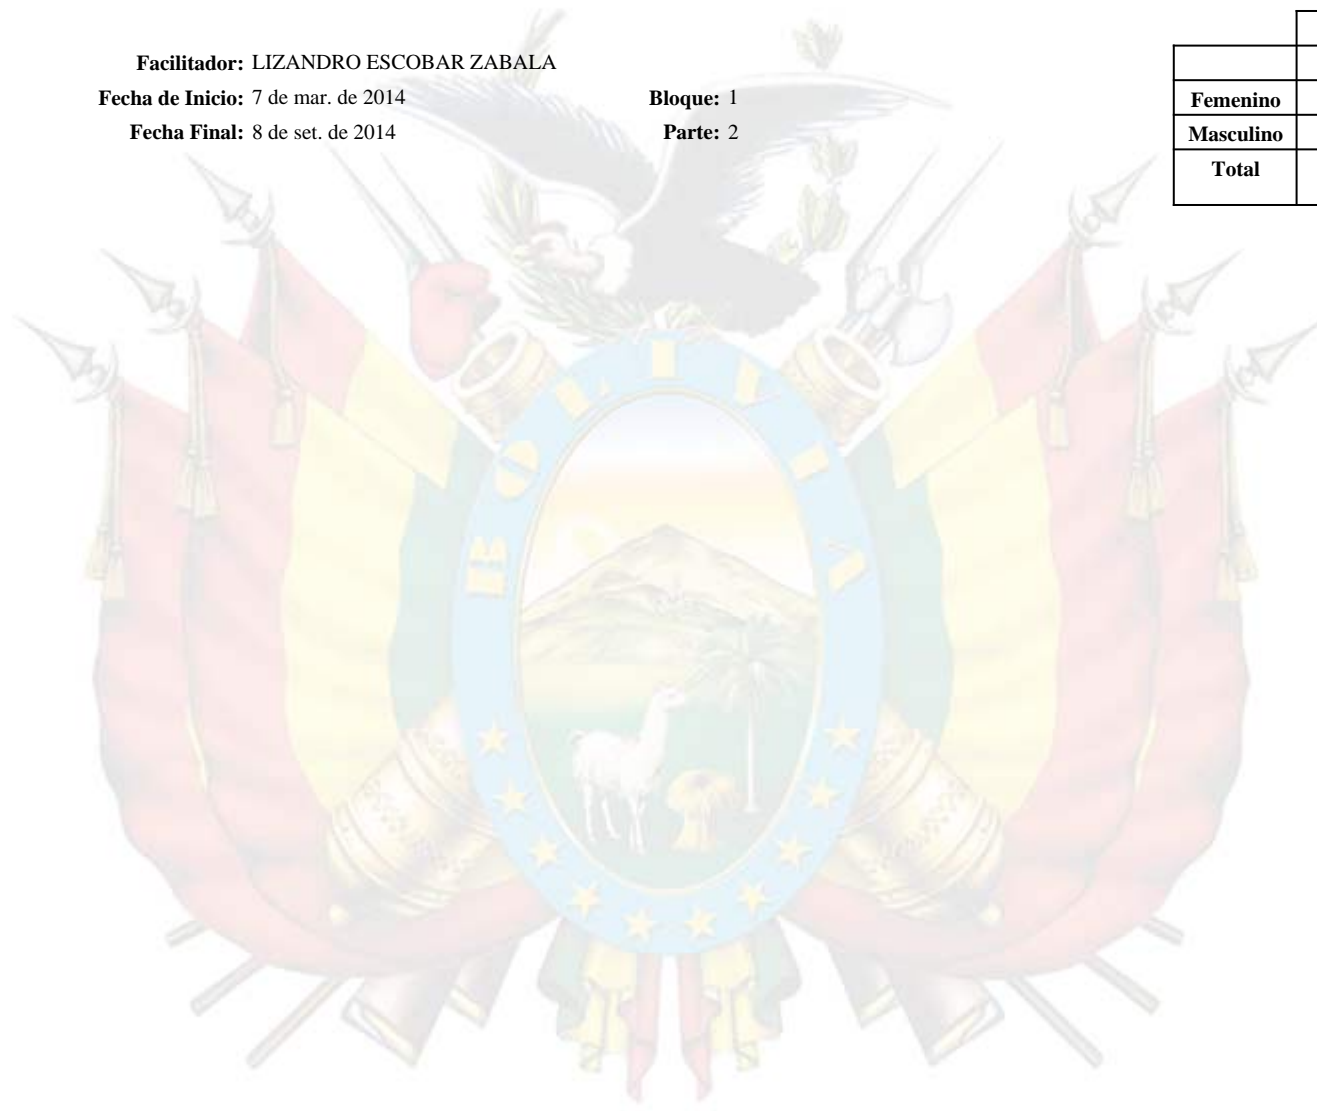 Facilitador: LIZANDRO ESCOBAR ZABALA
Fecha de Inicio: 7 de mar. de 2014 Bloque: 1
Fecha Final: 8 de set. de 2014 Parte: 2
Femenino
Masculino
Total
BOLIVIA